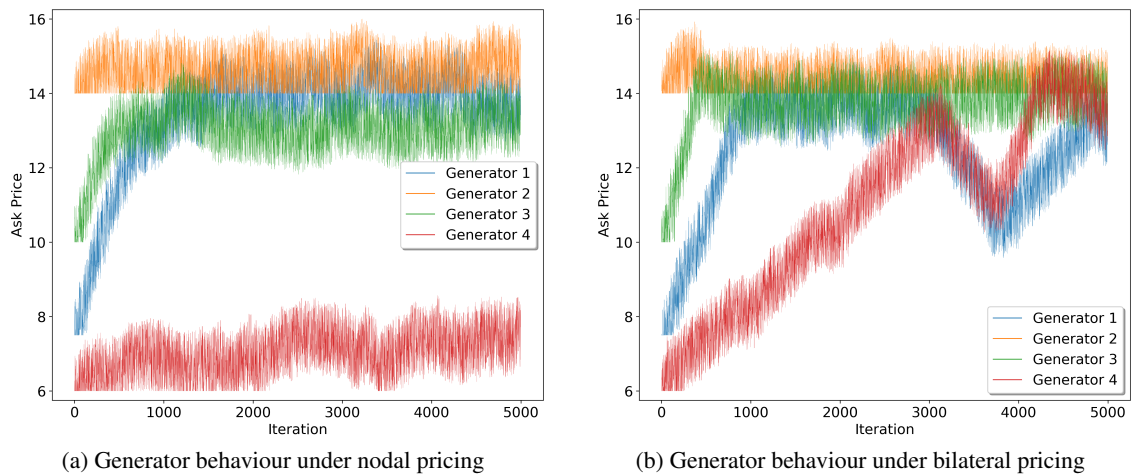 16
14
12
10
8
6
Ask Price
0
1000
2000
3000
4000
5000
Iteration
Generator 1
Generator 2
Generator 3
Generator 4
(a) Generator behaviour under nodal pricing
16
14
12
10
8
6
Ask Price
0
1000
2000
3000
4000
5000
Iteration
Generator 1
Generator 2
Generator 3
Generator 4
(b) Generator behaviour under bilateral pricing